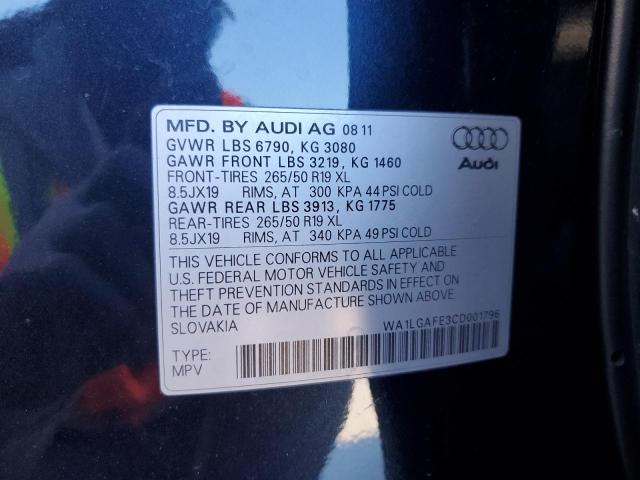 MFD. BY AUDI AG 08 11
GVWR LBS 6790, KG 3080
GAWR FRONT LBS 3219, KG 1460
FRONT-TIRES 265/50 R19 XL
8.5JX19 RIMS, AT 300 KPA 44 PSI COLD
GAWR REAR LBS 3913, KG 1775
REAR-TIRES 265/50 R19 XL
8.5JX19 RIMS, AT 340 KPA 49 PSI COLD
Audi
THIS VEHICLE CONFORMS TO ALL APPLICABLE
U.S. FEDERAL MOTOR VEHICLE SAFETY AND
THEFT PREVENTION STANDARDS IN EFFECT ON
THE DATE OF MANUFACTURE SHOWN ABOVE.
SLOVAKIA
WA1LGAFE3CD001796
TYPE:
MPV